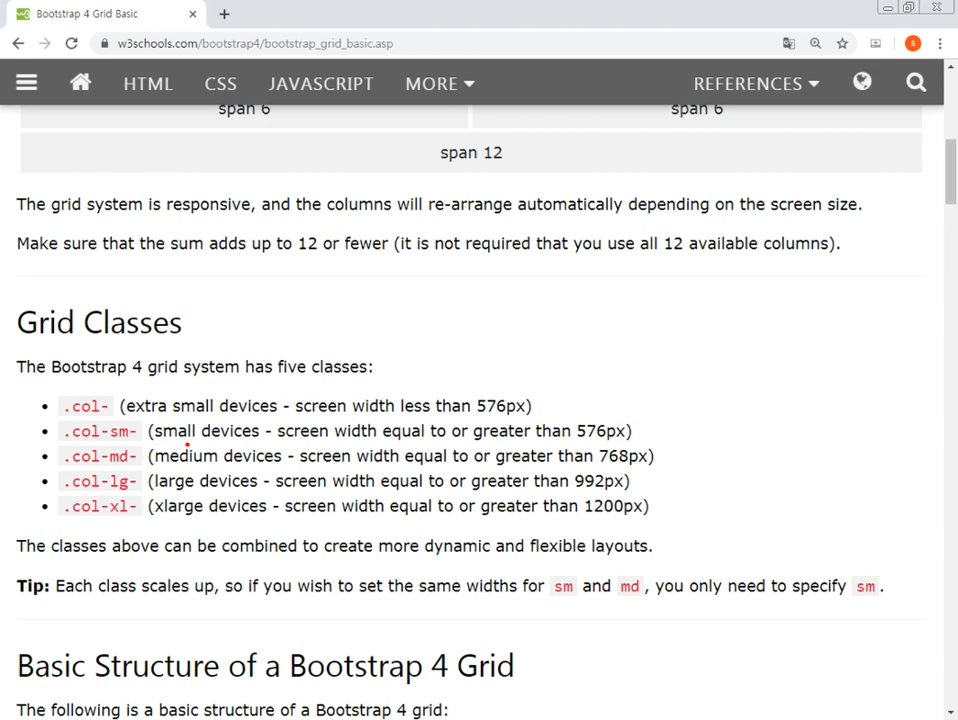 Bootstrap 4 Grid Basic
w3schools.com/bootstrap4/bootstrap_grid_basic.asp
HTML CSS JAVASCRIPT MORE REFERENCES
span 6 span 6
span 12
The grid system is responsive, and the columns will re-arrange automatically depending on the screen size.
Make sure that the sum adds up to 12 or fewer (it is not required that you use all 12 available columns).
Grid Classes
The Bootstrap 4 grid system has five classes:
• .col- (extra small devices - screen width less than 576px)
• .col-sm- (small devices - screen width equal to or greater than 576px)
• .col-md- (medium devices - screen width equal to or greater than 768px)
• .col-lg- (large devices - screen width equal to or greater than 992px)
• .col-xl- (xlarge devices - screen width equal to or greater than 1200px)
The classes above can be combined to create more dynamic and flexible layouts.
Tip: Each class scales up, so if you wish to set the same widths for sm and md, you only need to specify sm.
Basic Structure of a Bootstrap 4 Grid
The following is a basic structure of a Bootstrap 4 grid: